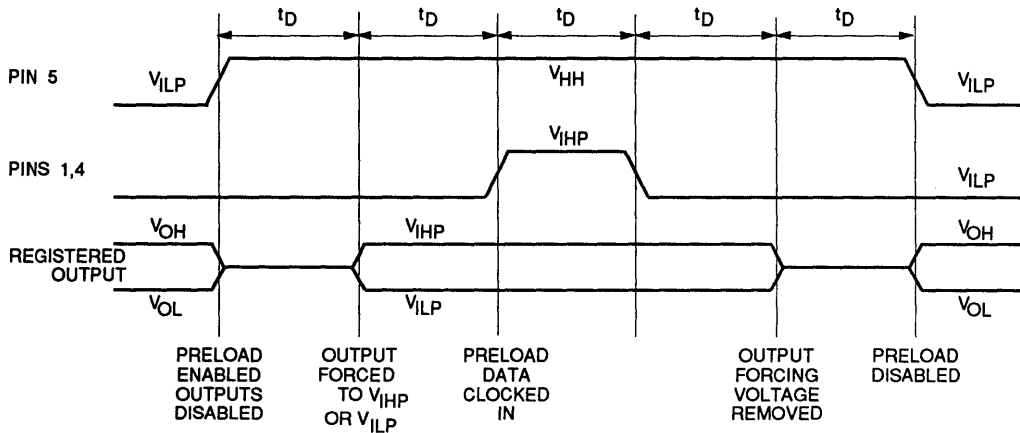 tD tD tD tD tD
PIN 5
VILP VHH VILP
PINS 1,4
VIHP VILP
REGISTERED
OUTPUT
VOH VIHP VOH
VOL VILP VOL
PRELOAD
ENABLED
OUTPUTS
DISABLED
OUTPUT
FORCED
TO VIHP
OR VILP
PRELOAD
DATA
CLOCKED
IN
OUTPUT
FORCING
VOLTAGE
REMOVED
PRELOAD
DISABLED